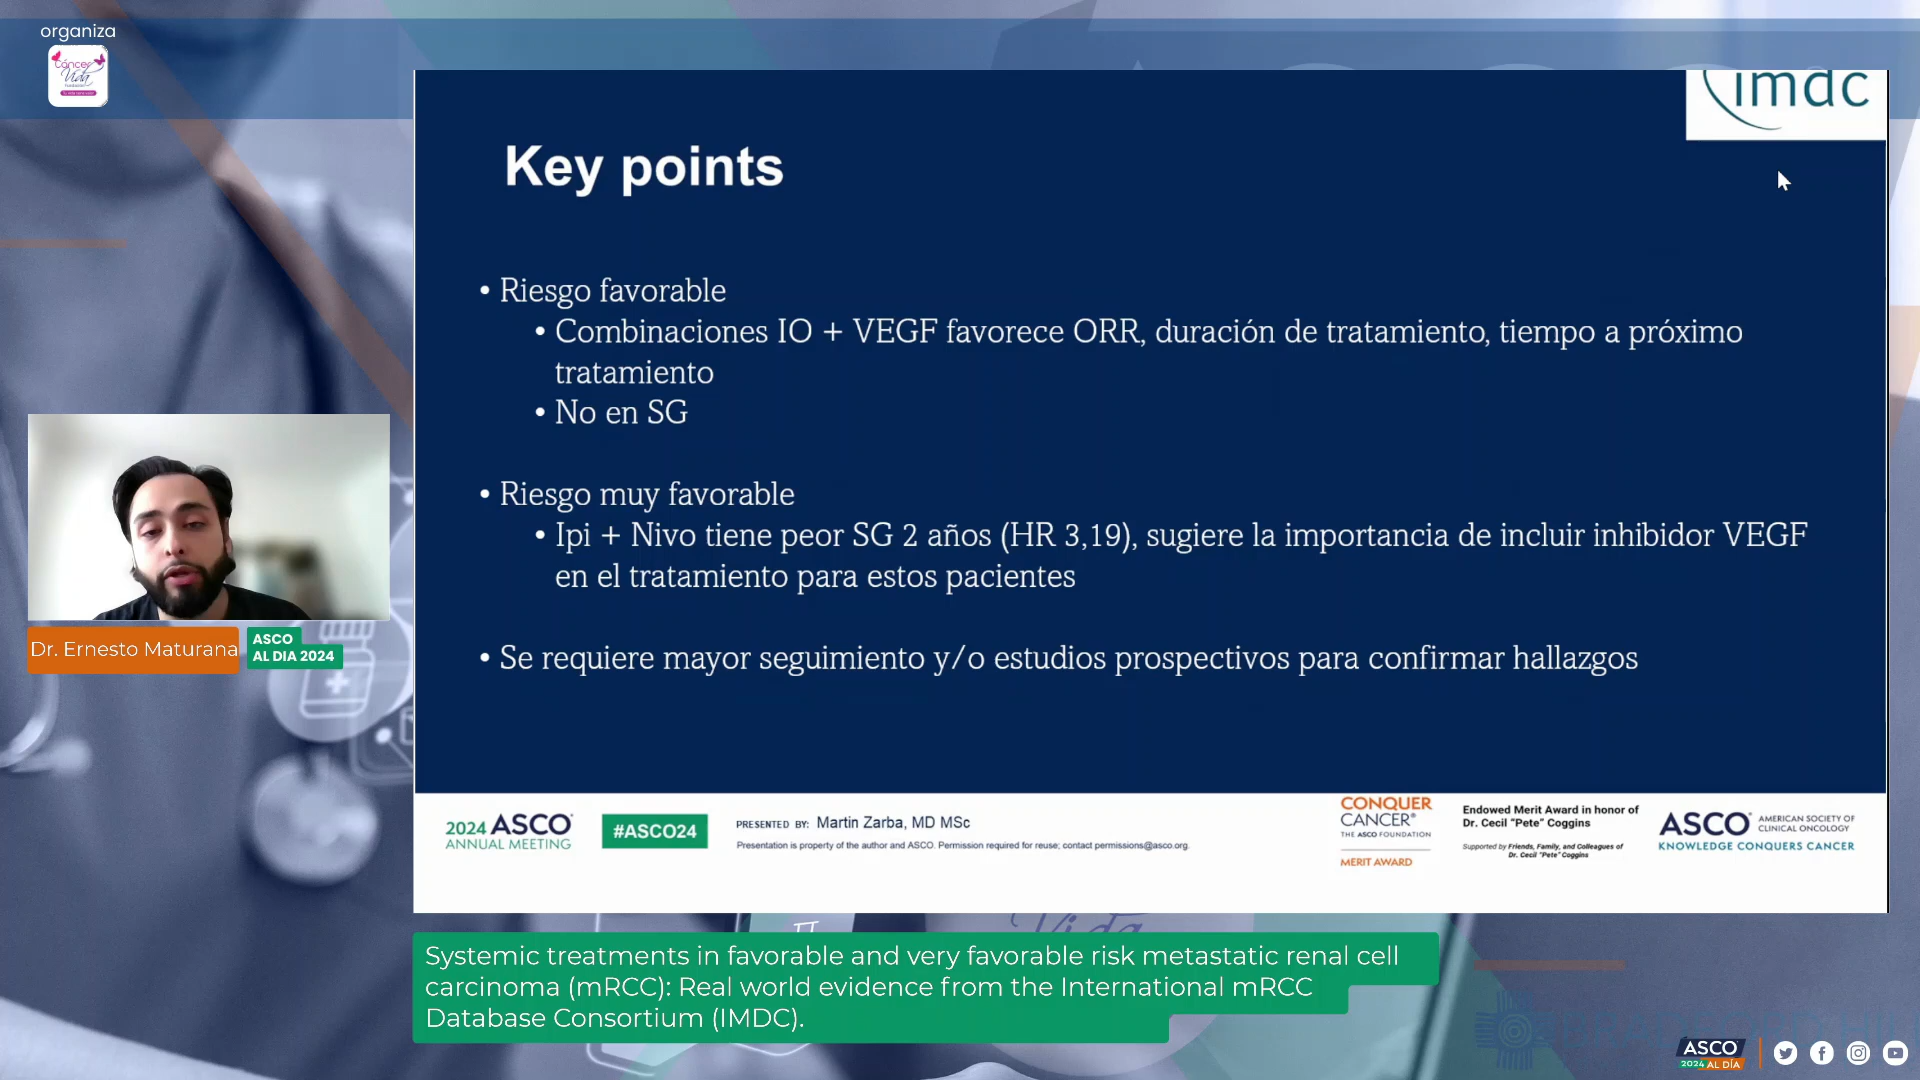 organiza
Cáncer
Vida
imdc
Key points
• Riesgo favorable
• Combinaciones IO + VEGF favorece ORR, duración de tratamiento, tiempo a próximo
tratamiento
• No en SG
• Riesgo muy favorable
• Ipi + Nivo tiene peor SG 2 años (HR 3,19), sugiere la importancia de incluir inhibidor VEGF
en el tratamiento para estos pacientes
• Se requiere mayor seguimiento y/o estudios prospectivos para confirmar hallazgos
Dr. Ernesto Maturana
ASCO
AL DIA 2024
2024 ASCO
ANNUAL MEETING
#ASCO24
PRESENTED BY: Martin Zarba, MD MSc
Presentation is property of the author and ASCO. Permission required for reuse; contact permissions@asco.org.
CONQUER
CANCER®
THE ASCO FOUNDATION
MERIT AWARD
Endowed Merit Award in honor of
Dr. Cecil "Pete" Coggins
Supported by Friends, Family, and Colleagues of
Dr. Cecil "Pete" Coggins
ASCO® AMERICAN SOCIETY OF
CLINICAL ONCOLOGY
KNOWLEDGE CONQUERS CANCER
Vida
Systemic treatments in favorable and very favorable risk metastatic renal cell
carcinoma (mRCC): Real world evidence from the International mRCC
Database Consortium (IMDC).
ASCO
2024 AL DÍA